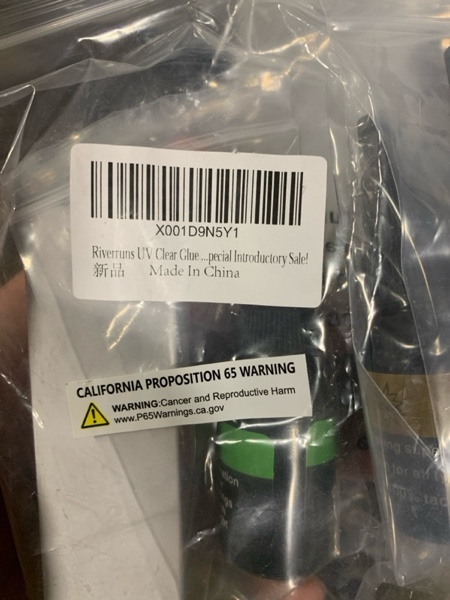 X001D9N5Y1
Riverruns UV Clear Glue ...pecial Introductory Sale!
新品 Made In China
CALIFORNIA PROPOSITION 65 WARNING
WARNING:Cancer and Reproductive Harm
www.P65Warnings.ca.gov